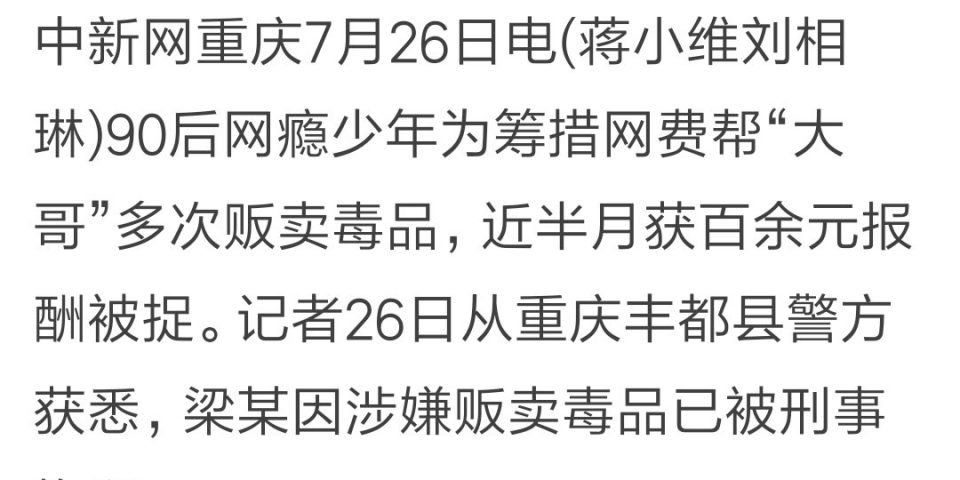 中新网重庆7月26日电(蒋小维刘相
琳)90后网瘾少年为筹措网费帮“大
哥”多次贩卖毒品，近半月获百余元报
酬被捉。记者26日从重庆丰都县警方
获悉，梁某因涉嫌贩卖毒品已被刑事